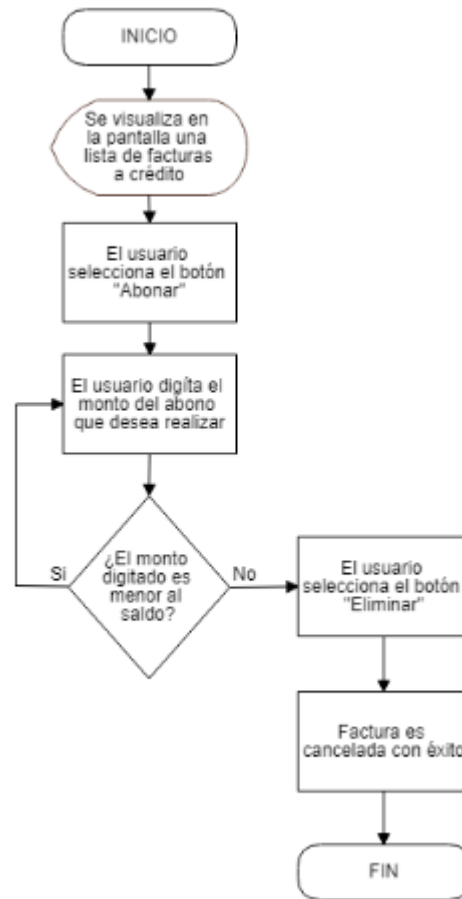 INICIO
Se visualiza en
la pantalla una
lista de facturas
a crédito
El usuario
selecciona el botón
"Abonar"
El usuario digíta el
monto del abono
que desea realizar
¿El monto
digitado es
menor al
saldo?
Si
No
El usuario
selecciona el botón
"Eliminar"
Factura es
cancelada con éxito
FIN